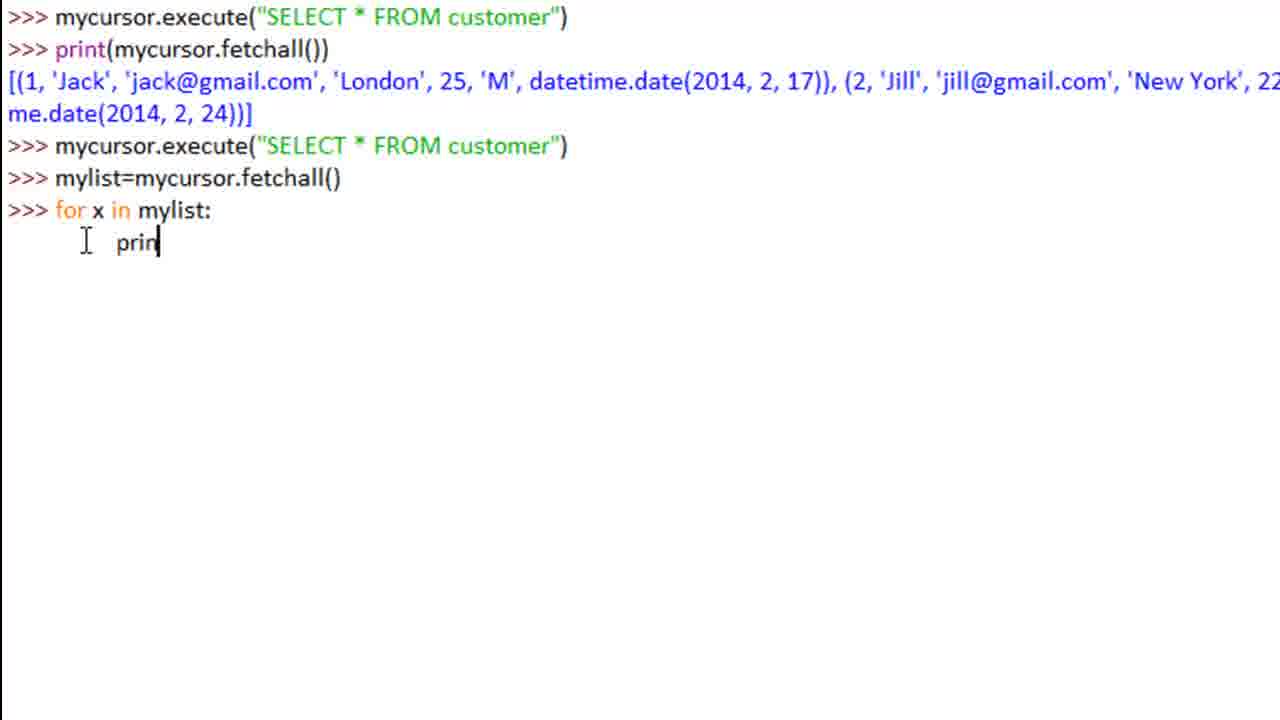 >>> mycursor.execute("SELECT * FROM customer")
>>> print(mycursor.fetchall())
[(1, 'Jack', 'jack@gmail.com', 'London', 25, 'M', datetime.date(2014, 2, 17)), (2, 'Jill', 'jill@gmail.com', 'New York', 22
me.date(2014, 2, 24))]
>>> mycursor.execute("SELECT * FROM customer")
>>> mylist=mycursor.fetchall()
>>> for x in mylist:
prin